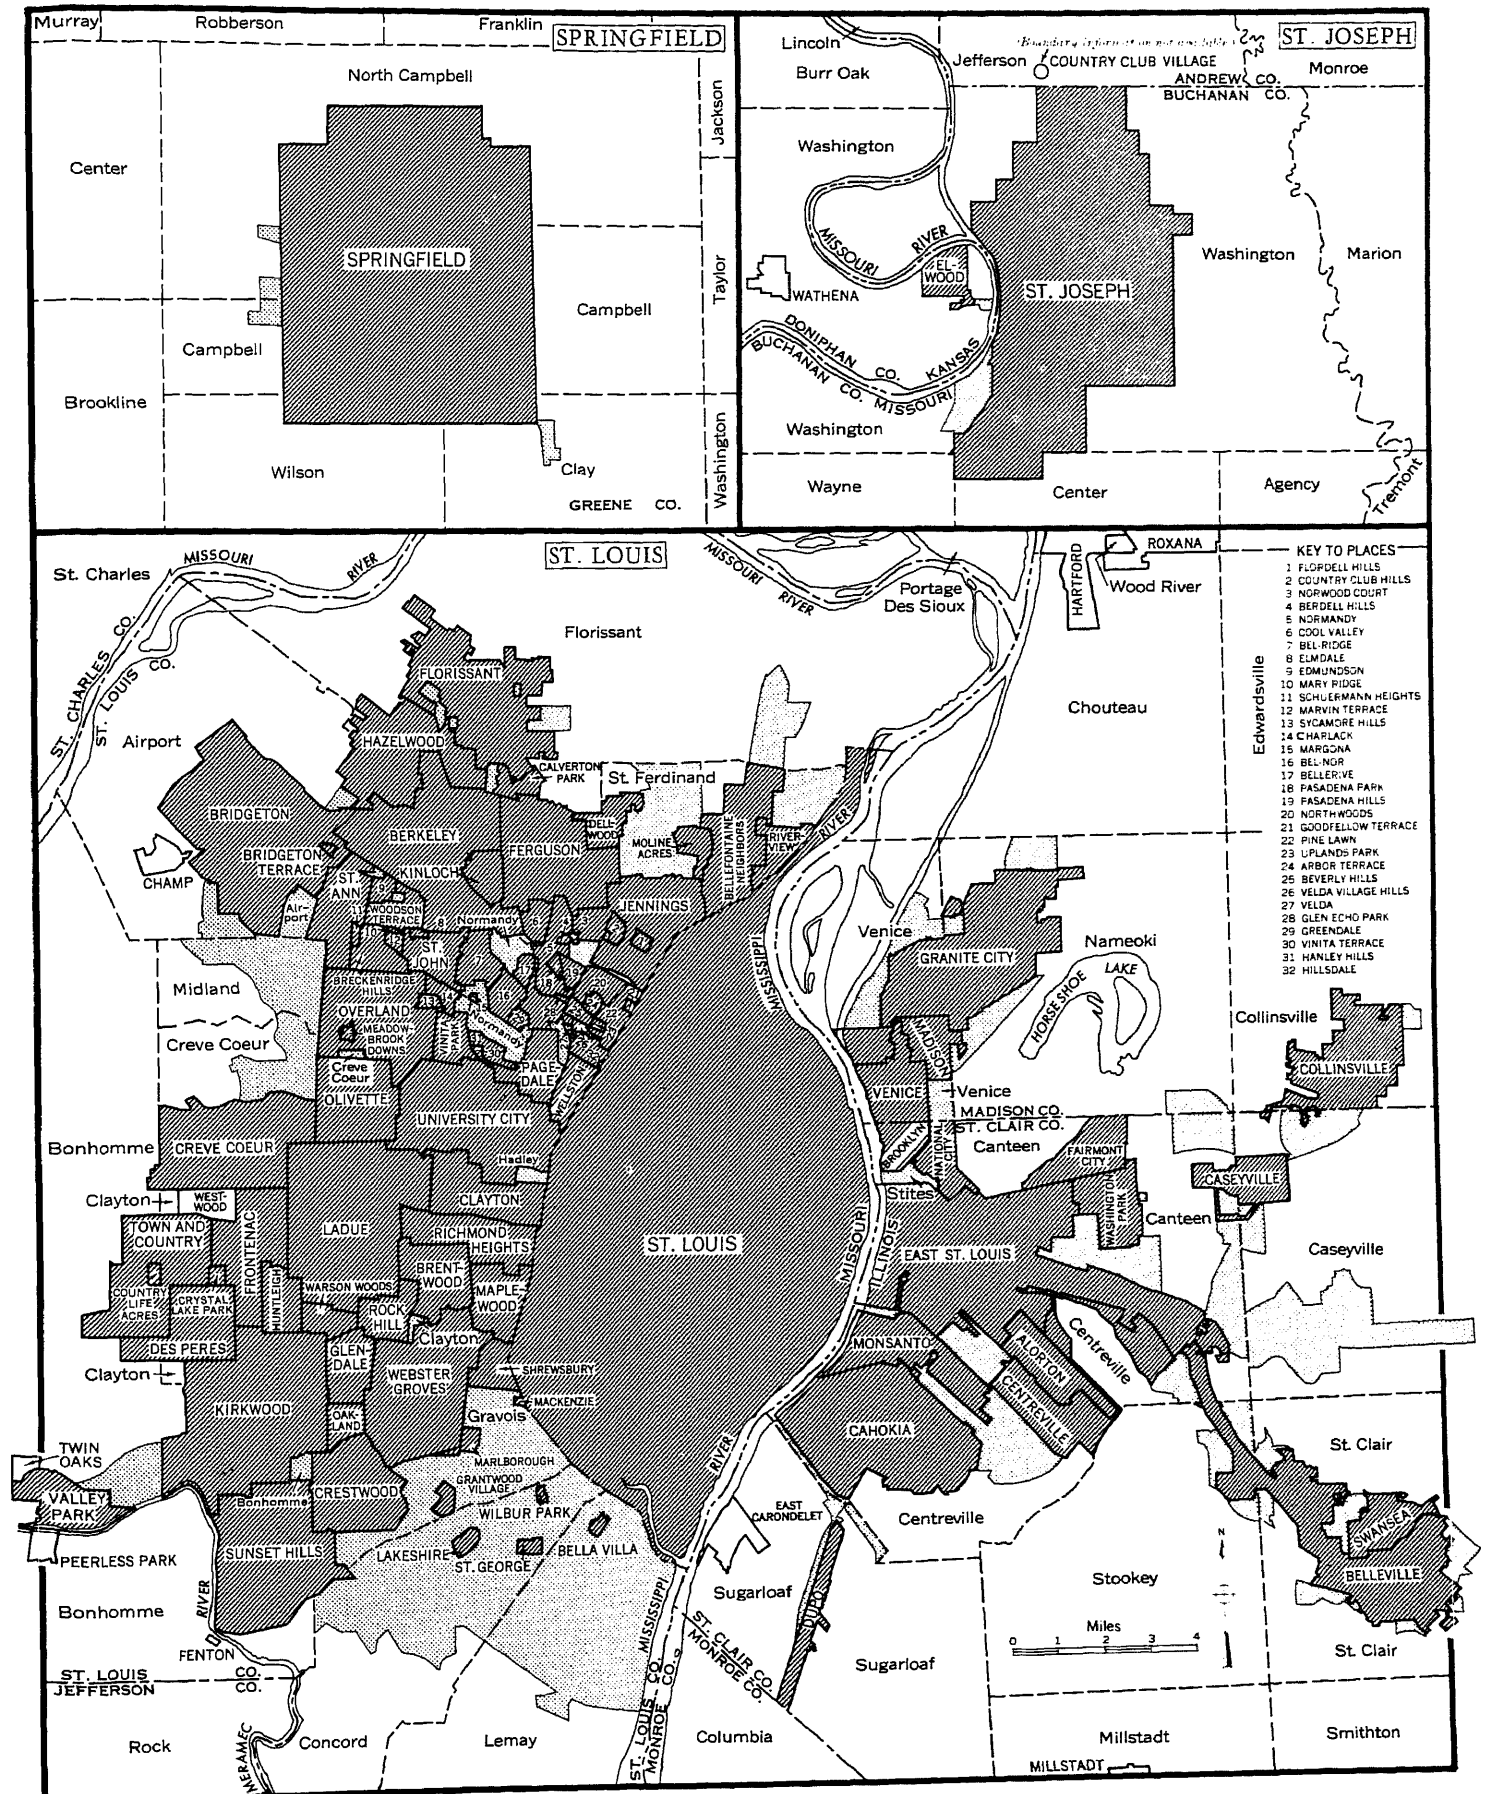 Murray
Robberson
Franklin
SPRINGFIELD
North Campbell
Jackson
Center
SPRINGFIELD
Taylor
Campbell
Campbell
Brookline
Washington
Wilson
Clay
GREENE CO.
Lincoln
Burr Oak
(Boundary information not available)
ST. JOSEPH
Jefferson
COUNTRY CLUB VILLAGE
Monroe
ANDREW CO.
BUCHANAN CO.
Washington
MISSOURI RIVER
EL-
WOOD
WATHENA
ST. JOSEPH
Washington
Marion
DONIPHAN CO. KANSAS
BUCHANAN CO. MISSOURI
Washington
Wayne
Center
Agency
Tremont
ST. LOUIS
St. Charles
MISSOURI RIVER
MISSOURI RIVER
Portage
Des Sioux
HARTFORD
ROXANA
Wood River
KEY TO PLACES
1 FLORDELL HILLS
2 COUNTRY CLUB HILLS
3 NORWOOD COURT
4 BERDELL HILLS
5 NORMANDY
6 COOL VALLEY
7 BEL-RIDGE
8 ELMDALE
9 EDMUNDSON
10 MARY RIDGE
11 SCHUERMANN HEIGHTS
12 MARVIN TERRACE
13 SYCAMORE HILLS
14 CHARLACK
15 MARGONA
16 BEL-NOR
17 BELLERIVE
18 PASADENA PARK
19 PASADENA HILLS
20 NORTHWOODS
21 GOODFELLOW TERRACE
22 PINE LAWN
23 UPLANDS PARK
24 ARBOR TERRACE
25 BEVERLY HILLS
26 VELDA VILLAGE HILLS
27 VELDA
28 GLEN ECHO PARK
29 GREENDALE
30 VINITA TERRACE
31 HANLEY HILLS
32 HILLSDALE
ST. CHARLES CO.
ST. LOUIS CO.
Florissant
FLORISSANT
Airport
HAZELWOOD
Chouteau
Edwardsville
CALVERTON
PARK
St. Ferdinand
BRIDGETON
BERKELEY
DELL-
WOOD
MOLINE
ACRES
BELLEFONTAINE
NEIGHBORS
RIVER-
VIEW
RIVER
BRIDGETON
TERRACE
FERGUSON
CHAMP
ST.
ANN
KINLOCH
Air-
port
WOODSON
TERRACE
Normandy
JENNINGS
ST.
JOHN
Venice
GRANITE CITY
Nameoki
HORSE SHOE LAKE
MISSISSIPPI
Midland
BRECKENRIDGE
HILLS
OVERLAND
MEADOW-
BROOK
DOWNS
VINITA
PARK
Normandy
Creve Coeur
Creve
Coeur
PAGE-
DALE
WELLSTON
OLIVETTE
UNIVERSITY CITY
Collinsville
COLLINSVILLE
MADISON
VENICE
Venice
MADISON CO.
ST. CLAIR CO.
BROOKLYN
NATIONAL
CITY
Canteen
FAIRMONT
CITY
Stites
WASHINGTON
PARK
Canteen
CASEYVILLE
Caseyville
Bonhomme
CREVE COEUR
Hadley
CLAYTON
Clayton
WEST-
WOOD
TOWN AND
COUNTRY
FRONTENAC
LADUE
RICHMOND
HEIGHTS
ST. LOUIS
MISSOURI
ILLINOIS
EAST ST. LOUIS
COUNTRY
LIFE
ACRES
CRYSTAL
LAKE PARK
HUNTLEIGH
WARSON WOODS
BRENT-
WOOD
MAPLE-
WOOD
ROCK
HILL
Clayton
DES PERES
GLEN-
DALE
WEBSTER
GROVES
SHREWSBURY
MACKENZIE
Clayton
KIRKWOOD
OAK-
LAND
Gravois
MONSANTO
ALORTON
Centreville
CENTREVILLE
CAHOKIA
RIVER
TWIN
OAKS
VALLEY
PARK
MARLBOROUGH
GRANTWOOD
VILLAGE
CRESTWOOD
WILBUR PARK
Bonhomme
SUNSET HILLS
LAKESHIRE
ST. GEORGE
BELLA VILLA
PEERLESS PARK
Bonhomme
RIVER
FENTON
ST. LOUIS CO.
JEFFERSON CO.
EAST
CARONDELET
Centreville
Sugarloaf
DUPO
MISSISSIPPI
ST. CLAIR CO.
MONROE CO.
Sugarloaf
Stookey
St. Clair
SWANSEA
BELLEVILLE
N
Miles
0 1 2 3 4
St. Clair
Rock
MERAMEC
Concord
Lemay
ST. LOUIS CO.
MONROE CO.
Columbia
Millstadt
MILLSTADT
Smithton